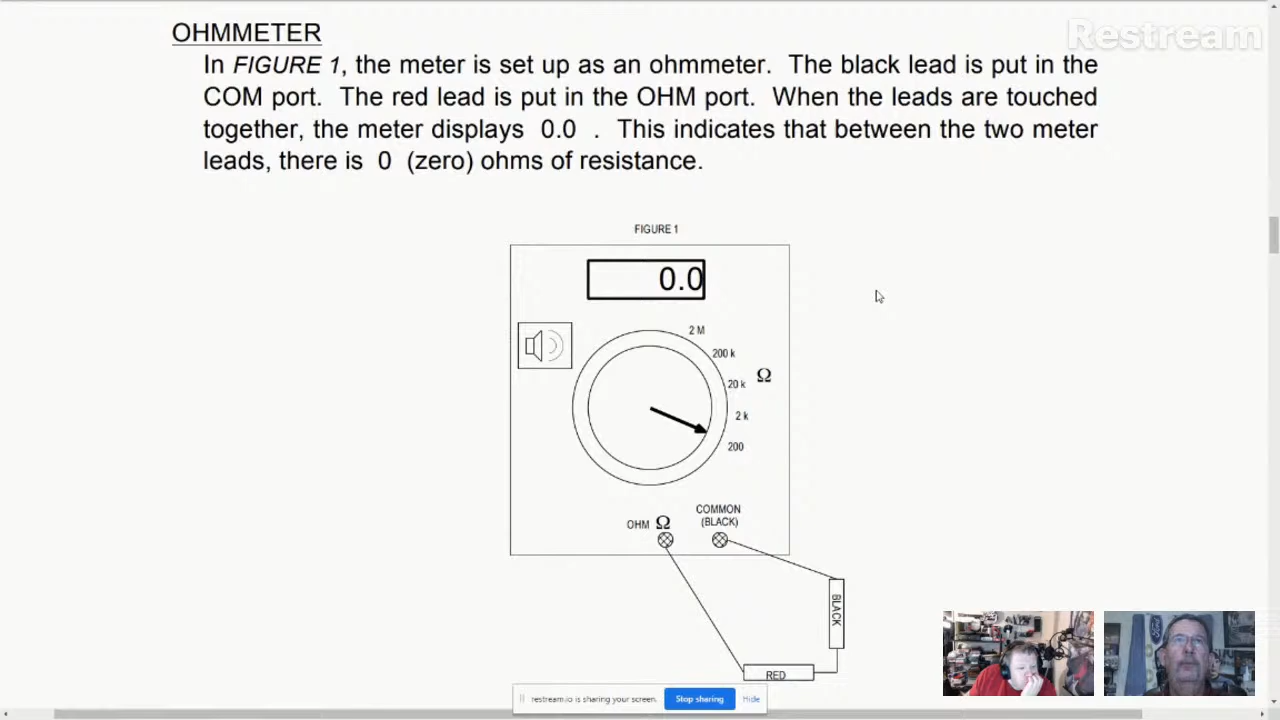 Restream
OHMMETER
In FIGURE 1, the meter is set up as an ohmmeter. The black lead is put in the
COM port. The red lead is put in the OHM port. When the leads are touched
together, the meter displays 0.0 . This indicates that between the two meter
leads, there is 0 (zero) ohms of resistance.
FIGURE 1
0.0
2 M
200 k
20 k
Ω
2 k
200
OHM Ω
COMMON
(BLACK)
BLACK
RED
restream.io is sharing your screen.
Stop sharing
Hide